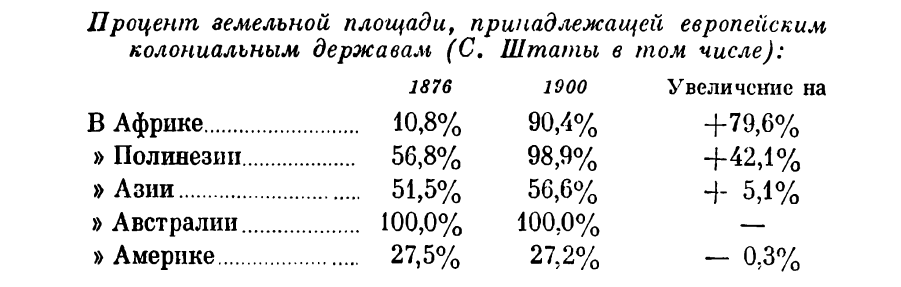 Процент земельной площади, принадлежащей европейским
колониальным державам (С. Штаты в том числе):
1876 1900 Увеличение на
В Африке.......................... 10,8% 90,4% +79,6%
» Полинезии................... 56,8% 98,9% +42,1%
» Азии.............................. 51,5% 56,6% + 5,1%
» Австралии................... 100,0% 100,0% —
» Америке....................... 27,5% 27,2% — 0,3%